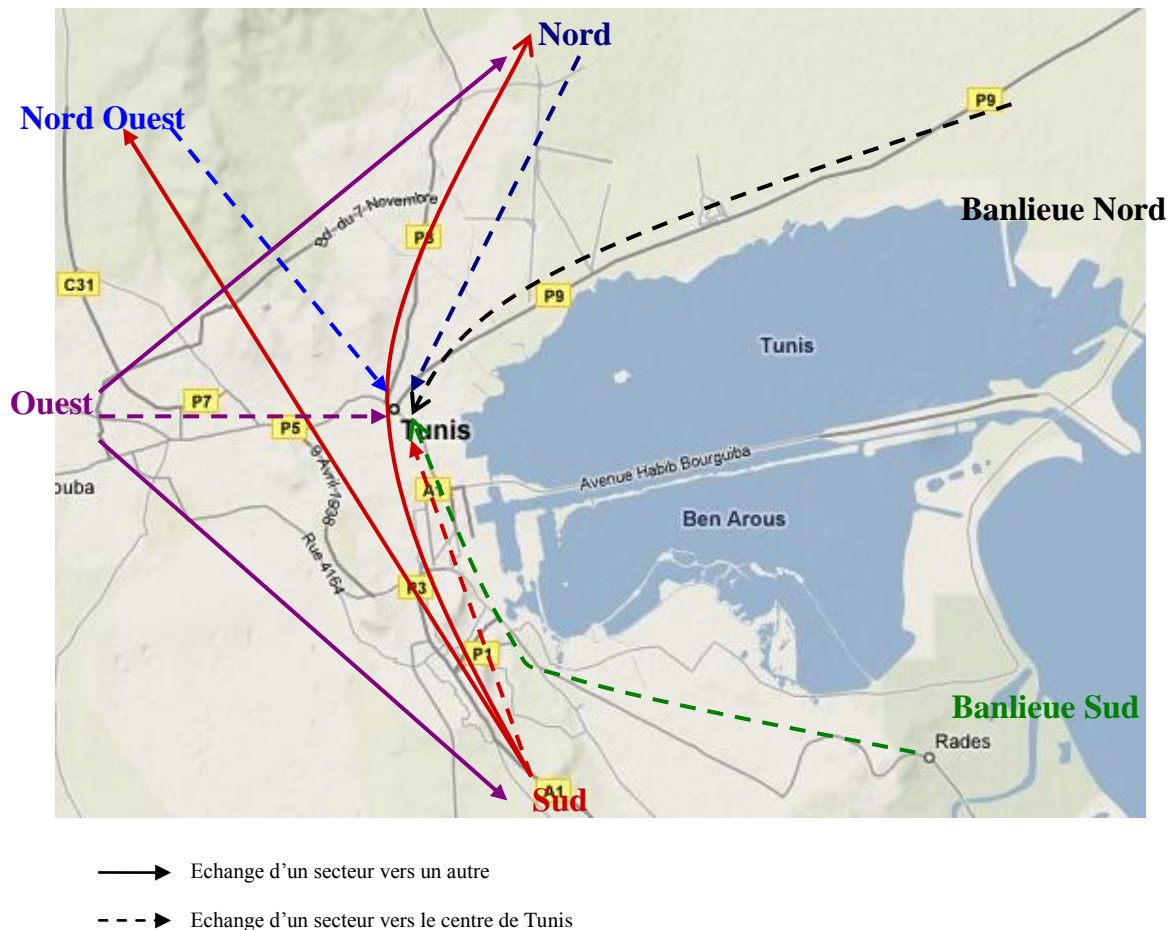 Nord
P9
Nord Ouest
Banlieue Nord
Bd. du 7 Novembre
P8
C31
P9
Tunis
Ouest
P7
P5
Tunis
9 Avril 1938
Avenue Habib Bourguiba
ouba
A1
Ben Arous
Rue 4164
P3
P1
Banlieue Sud
Rades
A1
Sud
Echange d’un secteur vers un autre
Echange d’un secteur vers le centre de Tunis